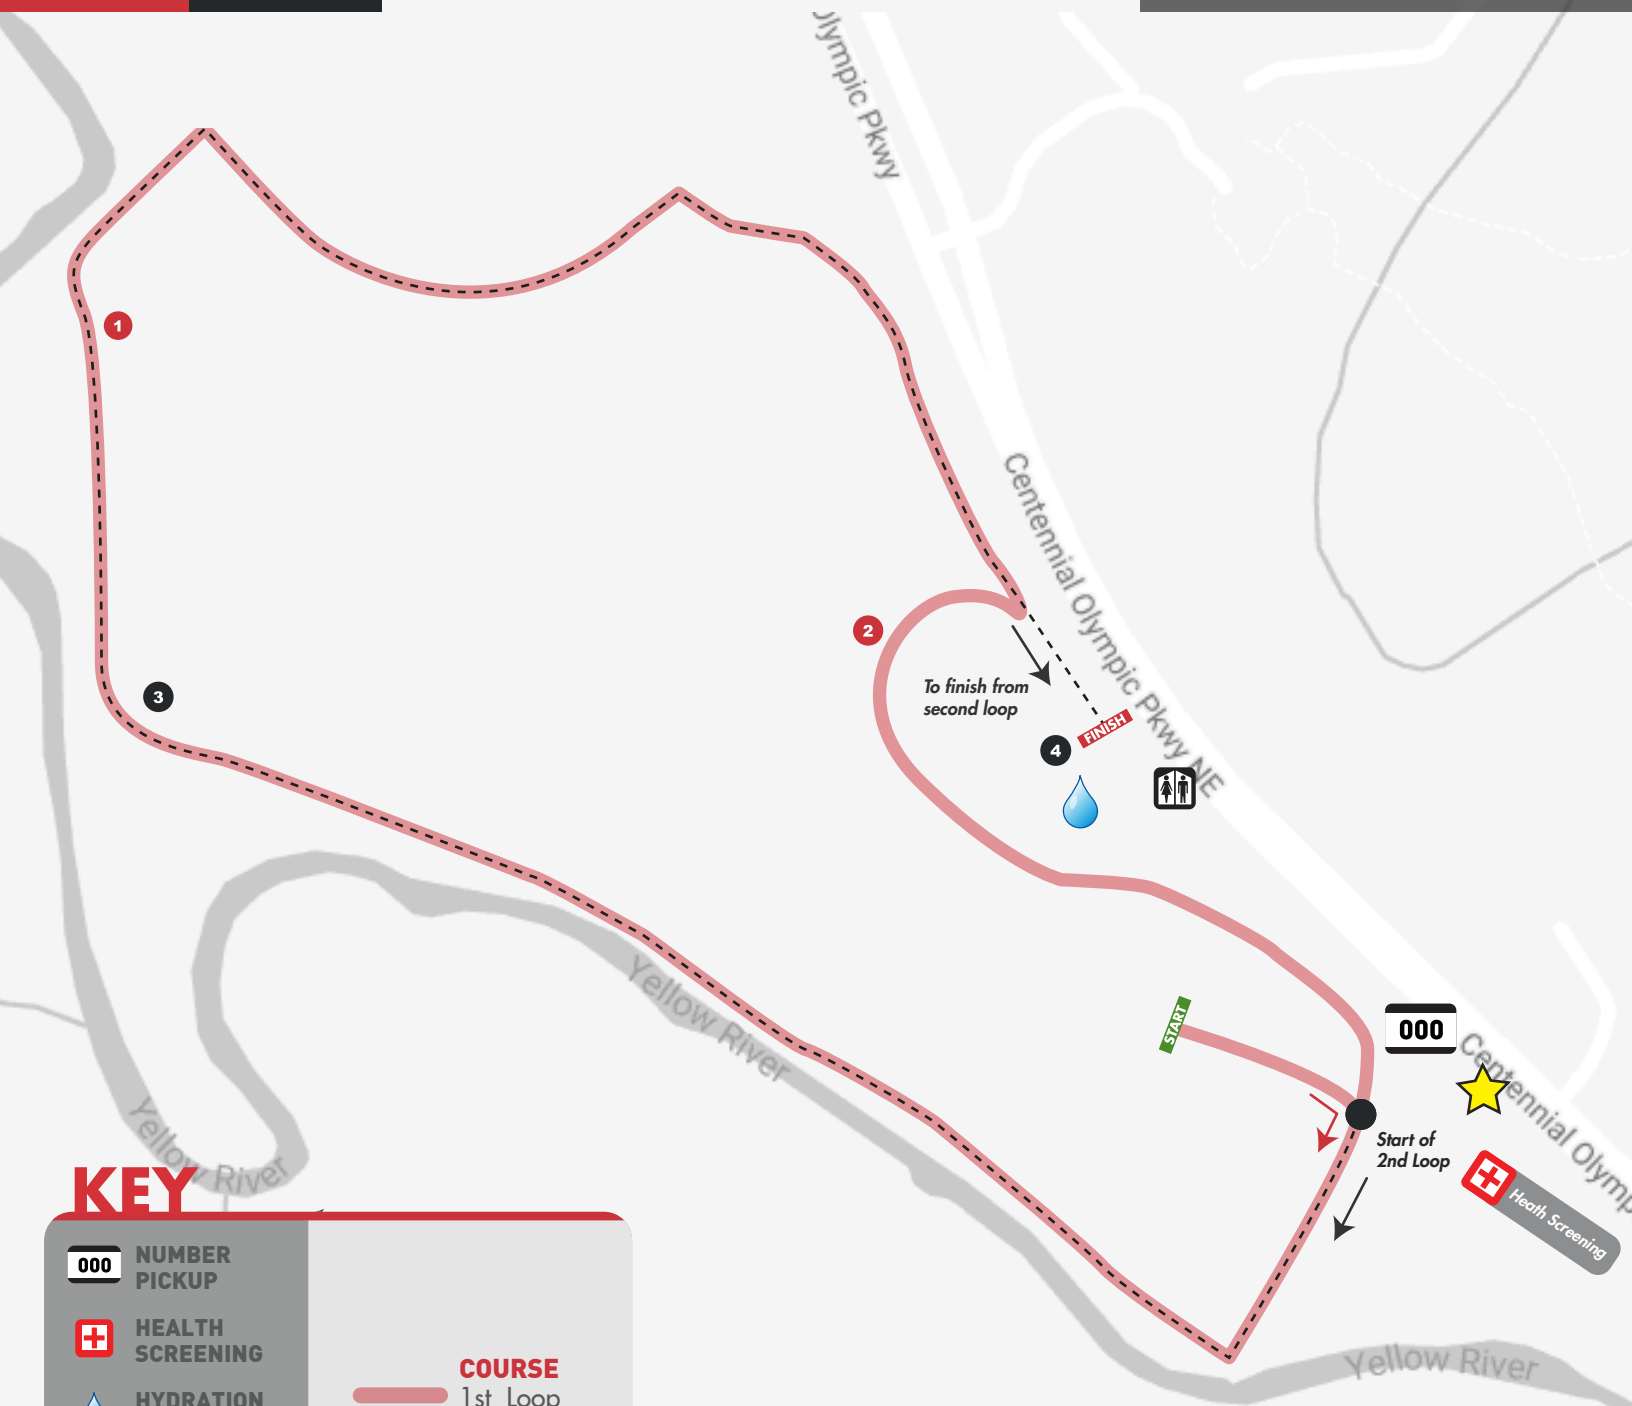 Olympic Pkwy
1
Centennial Olympic Pkwy NE
2
To finish from
second loop
3
FINISH
4
START
000
Centennial Olymp
Yellow River
Start of
2nd Loop
Heath Screening
Yellow River
Yellow River
KEY
000
NUMBER
PICKUP
HEALTH
SCREENING
HYDRATION
COURSE
1st Loop